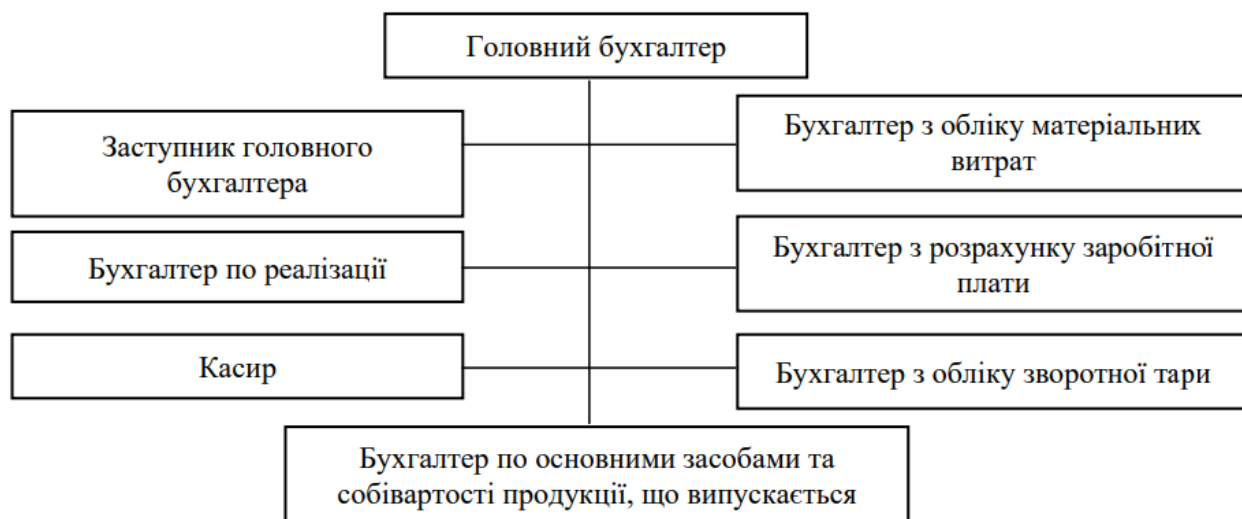 Головний бухгалтер
Заступник головного
бухгалтера
Бухгалтер з обліку матеріальних
витрат
Бухгалтер по реалізації
Бухгалтер з розрахунку заробітної
плати
Касир
Бухгалтер з обліку зворотної тари
Бухгалтер по основними засобами та
собівартості продукції, що випускається